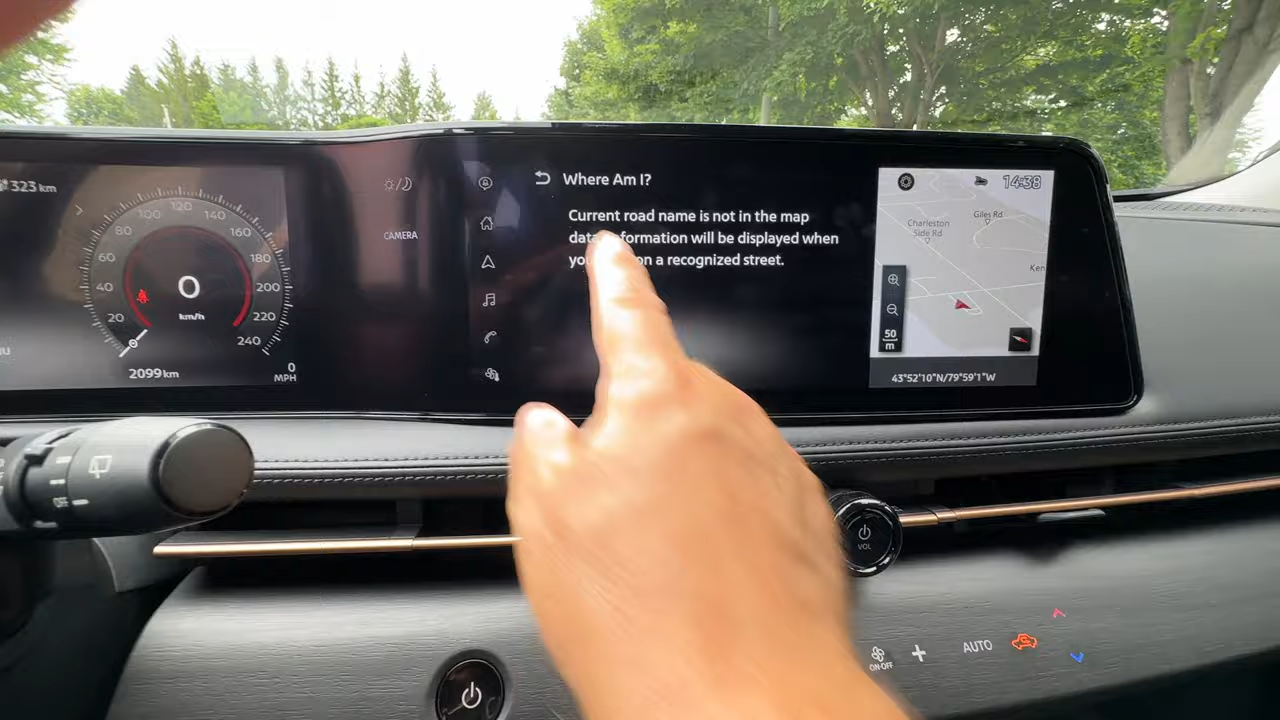 323 km
0
20
40
60
80
100
120
140
160
180
200
220
240
0
km/h
2099 km
MPH
CAMERA
Where Am I?
Current road name is not in the map
information will be displayed when
on a recognized street.
14:38
Giles Rd
Charleston
Side Rd
Ken
50
m
43°52'10"N/79°59'1"W
OFF
VOL
ON·OFF
AUTO